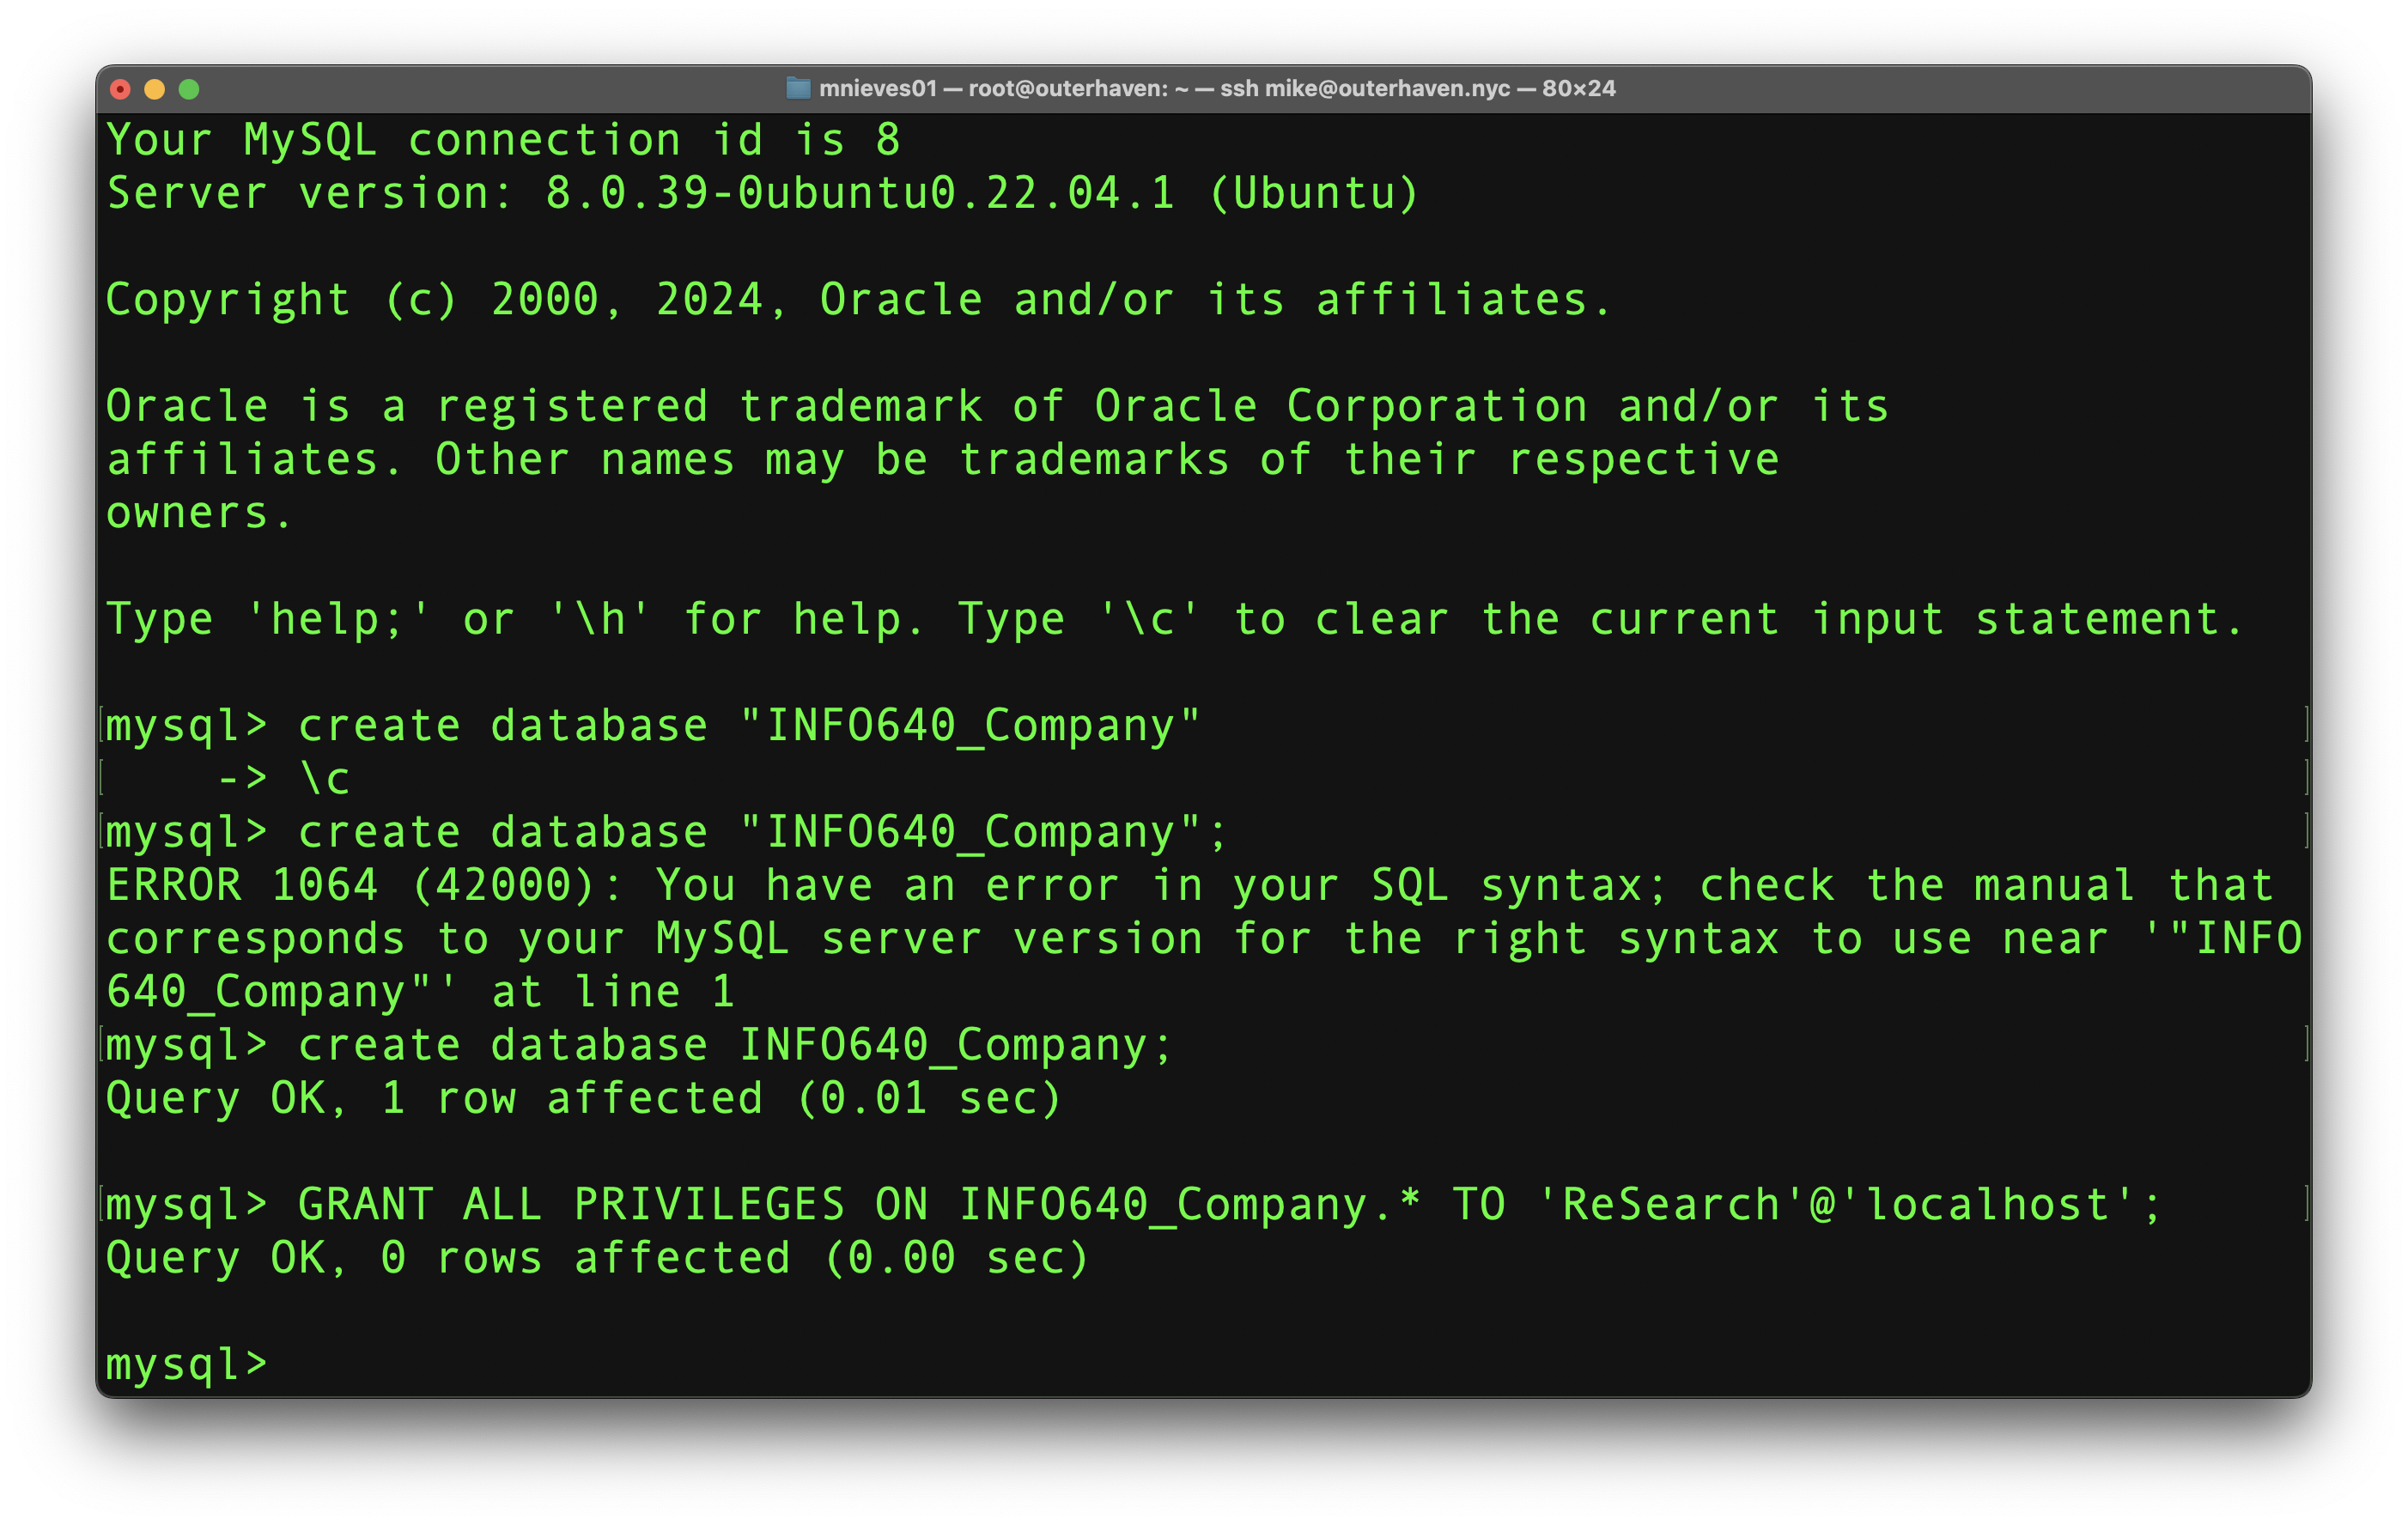 mnieves01 — root@outerhaven: ~ — ssh mike@outerhaven.nyc — 80×24
Your MySQL connection id is 8
Server version: 8.0.39-0ubuntu0.22.04.1 (Ubuntu)
Copyright (c) 2000, 2024, Oracle and/or its affiliates.
Oracle is a registered trademark of Oracle Corporation and/or its
affiliates. Other names may be trademarks of their respective
owners.
Type 'help;' or '\h' for help. Type '\c' to clear the current input statement.
mysql> create database "INFO640_Company"
    -> \c
mysql> create database "INFO640_Company";
ERROR 1064 (42000): You have an error in your SQL syntax; check the manual that
corresponds to your MySQL server version for the right syntax to use near '"INFO
640_Company"' at line 1
mysql> create database INFO640_Company;
Query OK, 1 row affected (0.01 sec)
mysql> GRANT ALL PRIVILEGES ON INFO640_Company.* TO 'ReSearch'@'localhost';
Query OK, 0 rows affected (0.00 sec)
mysql>